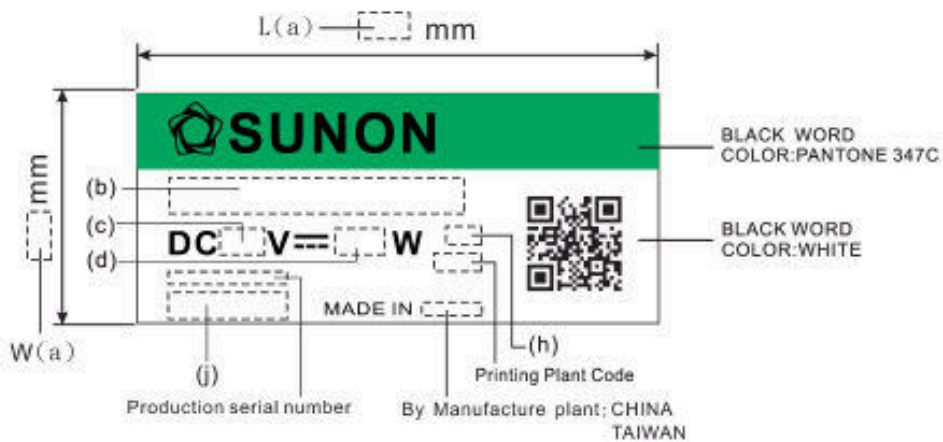 L(a) mm
SUNON
BLACK WORD
COLOR:PANTONE 347C
mm
(b)
(c)
DC V W
(d)
BLACK WORD
COLOR:WHITE
MADE IN
W(a)
(j)
(h)
Printing Plant Code
Production serial number
By Manufacture plant: CHINA
TAIWAN